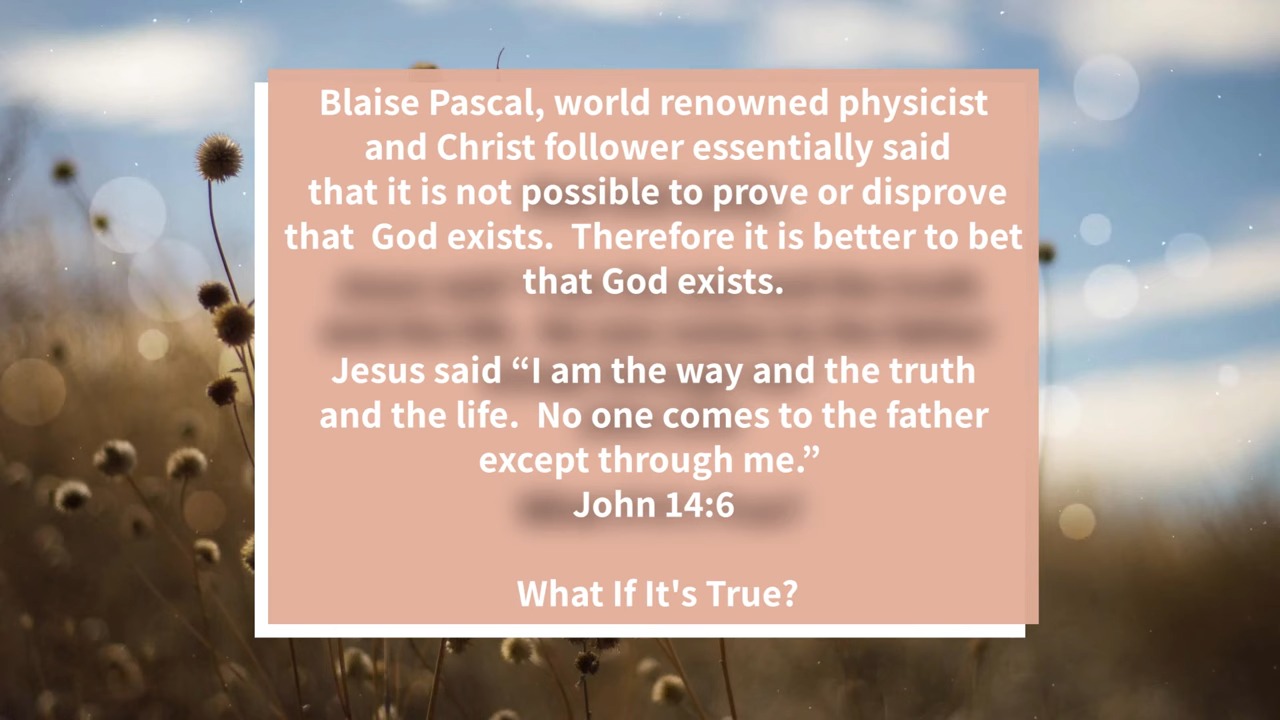 Blaise Pascal, world renowned physicist
and Christ follower essentially said
that it is not possible to prove or disprove
that  God exists.  Therefore it is better to bet
that God exists.
Jesus said “I am the way and the truth
and the life.  No one comes to the father
except through me.”
John 14:6
What If It's True?